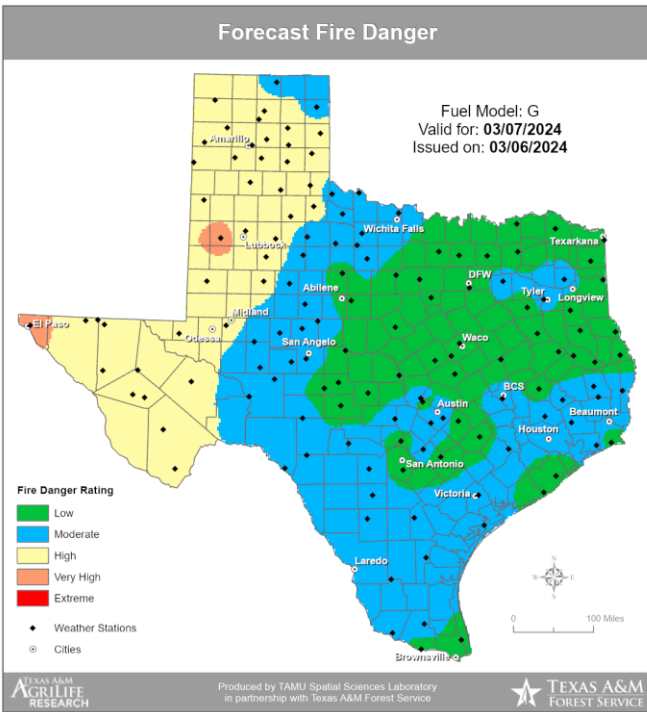 Forecast Fire Danger
Fuel Model: G
Valid for: 03/07/2024
Issued on: 03/06/2024
Amarillo
Wichita Falls
Lubbock
Texarkana
DFW
Abilene
Tyler
Longview
Midland
El Paso
Odessa
Waco
San Angelo
BCS
Austin
Beaumont
Houston
San Antonio
Victoria
Laredo
Brownsville
Fire Danger Rating
Low
Moderate
High
Very High
Extreme
Weather Stations
Cities
N
W
E
S
0
100 Miles
TEXAS A&M
AGRILIFE
RESEARCH
Produced by TAMU Spatial Sciences Laboratory
in partnership with Texas A&M Forest Service
TEXAS A&M
FOREST SERVICE